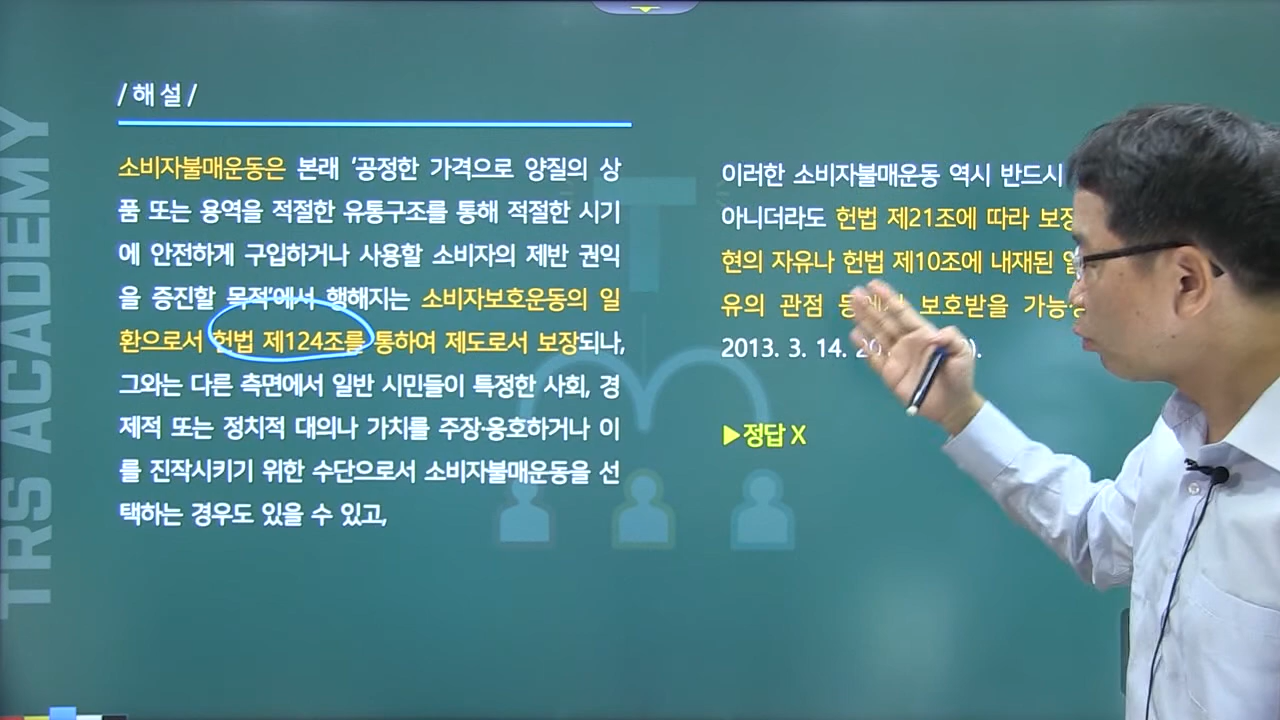 TRS ACADEMY
/ 해 설 /
소비자불매운동은 본래 '공정한 가격으로 양질의 상
품 또는 용역을 적절한 유통구조를 통해 적절한 시기
에 안전하게 구입하거나 사용할 소비자의 제반 권익
을 증진할 목적'에서 행해지는 소비자보호운동의 일
환으로서 헌법 제124조를 통하여 제도로서 보장되나,
그와는 다른 측면에서 일반 시민들이 특정한 사회, 경
제적 또는 정치적 대의나 가치를 주장·옹호하거나 이
를 진작시키기 위한 수단으로서 소비자불매운동을 선
택하는 경우도 있을 수 있고,
이러한 소비자불매운동 역시 반드시
아니더라도 헌법 제21조에 따라
현의 자유나 헌법 제10조에 내재된
유의 관점 보호받을
2013. 3. 14.
▶정답 X